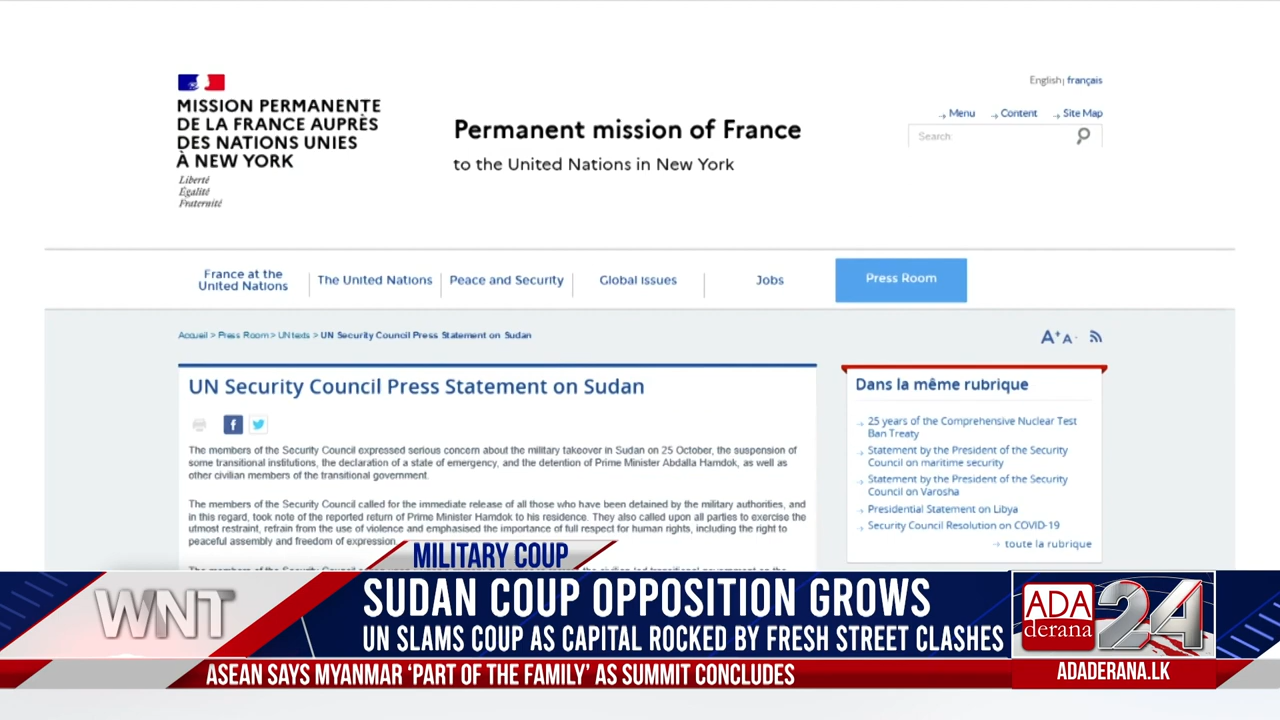 English | français
MISSION PERMANENTE
DE LA FRANCE AUPRÈS
DES NATIONS UNIES
À NEW YORK
Liberté
Égalité
Fraternité
Permanent mission of France
to the United Nations in New York
Menu
Content
Site Map
Search:
France at the
United Nations
The United Nations
Peace and Security
Global Issues
Jobs
Press Room
Accueil > Press Room > UN texts > UN Security Council Press Statement on Sudan
A+ A-
UN Security Council Press Statement on Sudan
f
The members of the Security Council expressed serious concern about the military takeover in Sudan on 25 October, the suspension of
some transitional institutions, the declaration of a state of emergency, and the detention of Prime Minister Abdalla Hamdok, as well as
other civilian members of the transitional government.
The members of the Security Council called for the immediate release of all those who have been detained by the military authorities, and
in this regard, took note of the reported return of Prime Minister Hamdok to his residence. They also called upon all parties to exercise the
utmost restraint, refrain from the use of violence and emphasised the importance of full respect for human rights, including the right to
peaceful assembly and freedom of expression.
Dans la même rubrique
25 years of the Comprehensive Nuclear Test
Ban Treaty
Statement by the President of the Security
Council on maritime security
Statement by the President of the Security
Council on Varosha
Presidential Statement on Libya
Security Council Resolution on COVID-19
toute la rubrique
MILITARY COUP
WNT
SUDAN COUP OPPOSITION GROWS
UN SLAMS COUP AS CAPITAL ROCKED BY FRESH STREET CLASHES
ADA
derana
24
ASEAN SAYS MYANMAR ‘PART OF THE FAMILY’ AS SUMMIT CONCLUDES
ADADERANA.LK